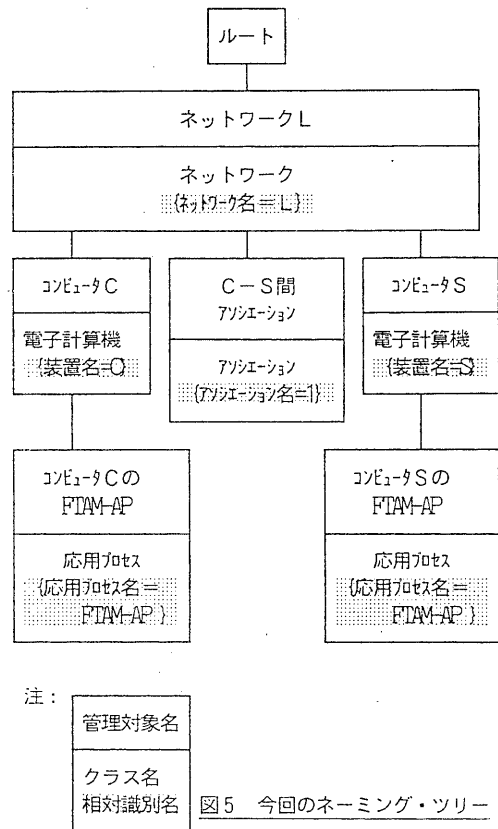 ルート
ネットワークL
ネットワーク
{ネットワーク名=L}
コンピュータC
電子計算機
{装置名=C}
C-S間
アソシエーション
アソシエーション
{アソシエーション名=1}
コンピュータS
電子計算機
{装置名=S}
コンピュータCの
FTAM-AP
応用プロセス
{応用プロセス名=
FTAM-AP }
コンピュータSの
FTAM-AP
応用プロセス
{応用プロセス名=
FTAM-AP }
注:
管理対象名
クラス名
相対識別名
図5 今回のネーミング・ツリー